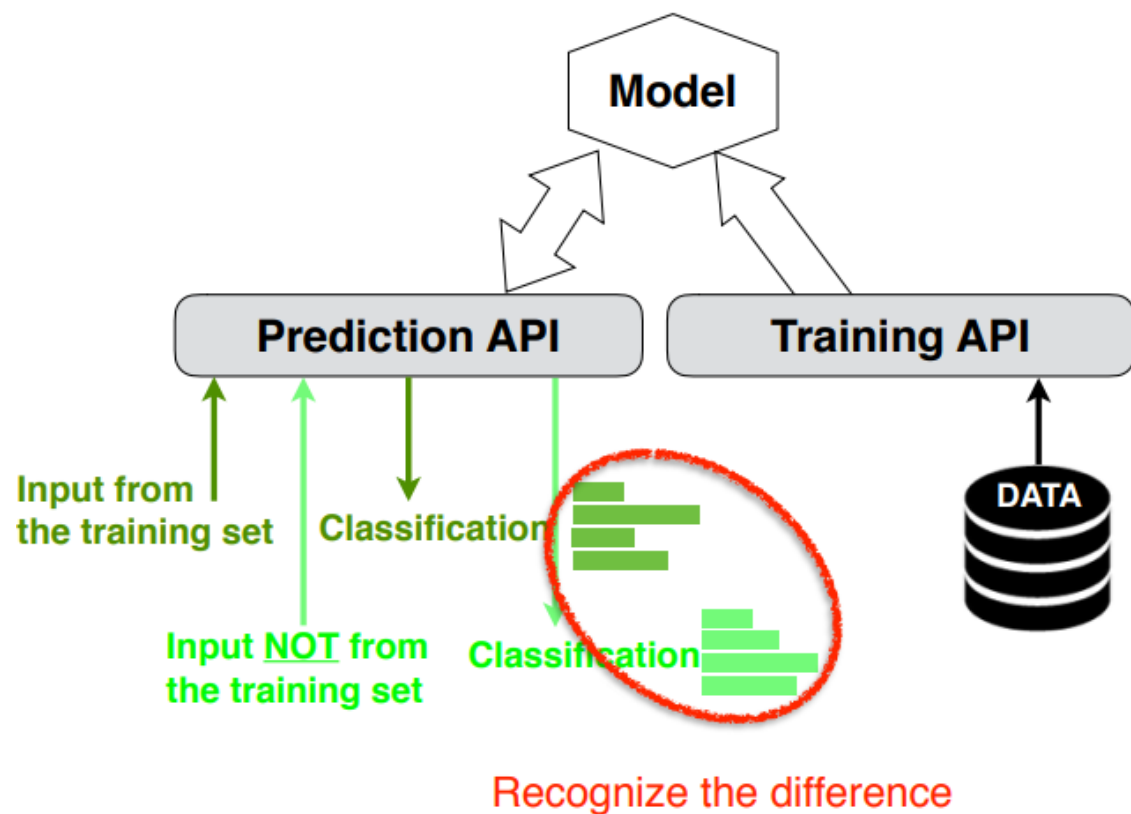 Model
Prediction API
Training API
Input from
the training set
Classification
DATA
Input NOT from
the training set
Classification
Recognize the difference